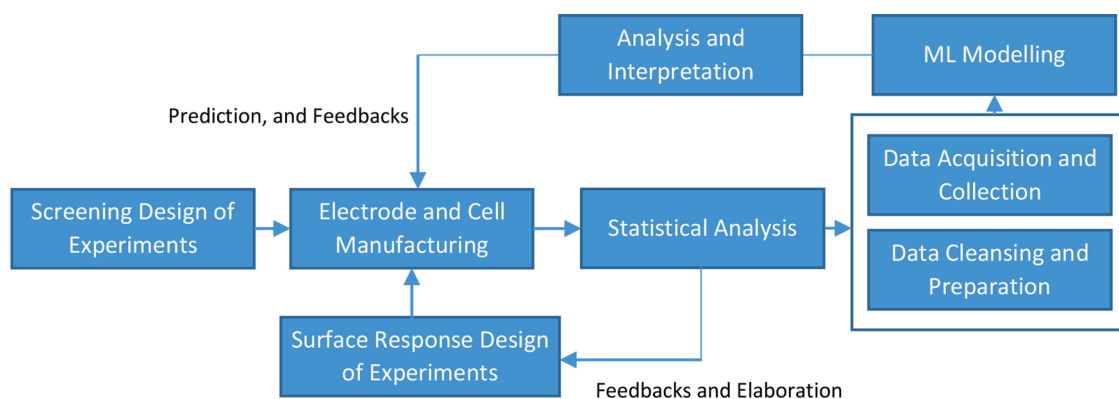 Analysis and
Interpretation
ML Modelling
Prediction, and Feedbacks
Data Acquisition and
Collection
Screening Design of
Experiments
Electrode and Cell
Manufacturing
Statistical Analysis
Data Cleansing and
Preparation
Surface Response Design
of Experiments
Feedbacks and Elaboration